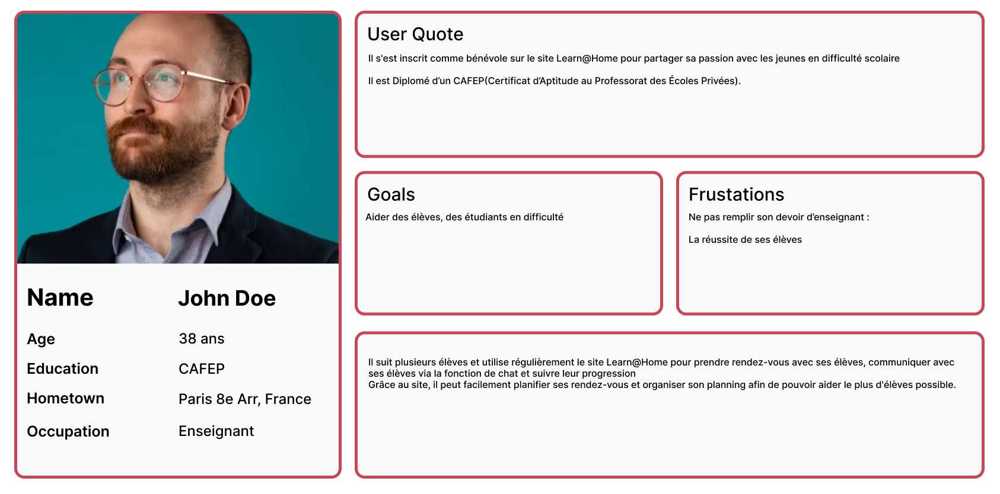 Name John Doe
Age 38 ans
Education CAFEP
Hometown Paris 8e Arr, France
Occupation Enseignant
User Quote
Il s'est inscrit comme bénévole sur le site Learn@Home pour partager sa passion avec les jeunes en difficulté scolaire
Il est Diplomé d’un CAFEP(Certificat d’Aptitude au Professorat des Écoles Privées).
Goals
Aider des élèves, des étudiants en difficulté
Frustations
Ne pas remplir son devoir d’enseignant :
La réussite de ses élèves
Il suit plusieurs élèves et utilise régulièrement le site Learn@Home pour prendre rendez-vous avec ses élèves, communiquer avec
ses élèves via la fonction de chat et suivre leur progression
Grâce au site, il peut facilement planifier ses rendez-vous et organiser son planning afin de pouvoir aider le plus d'élèves possible.